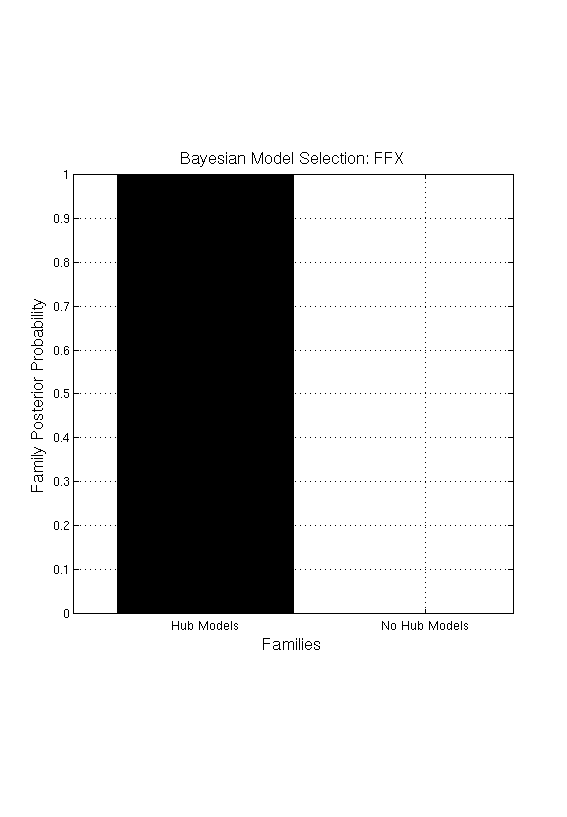 Bayesian Model Selection: FFX
Family Posterior Probability
1
0.9
0.8
0.7
0.6
0.5
0.4
0.3
0.2
0.1
0
Hub Models
No Hub Models
Families